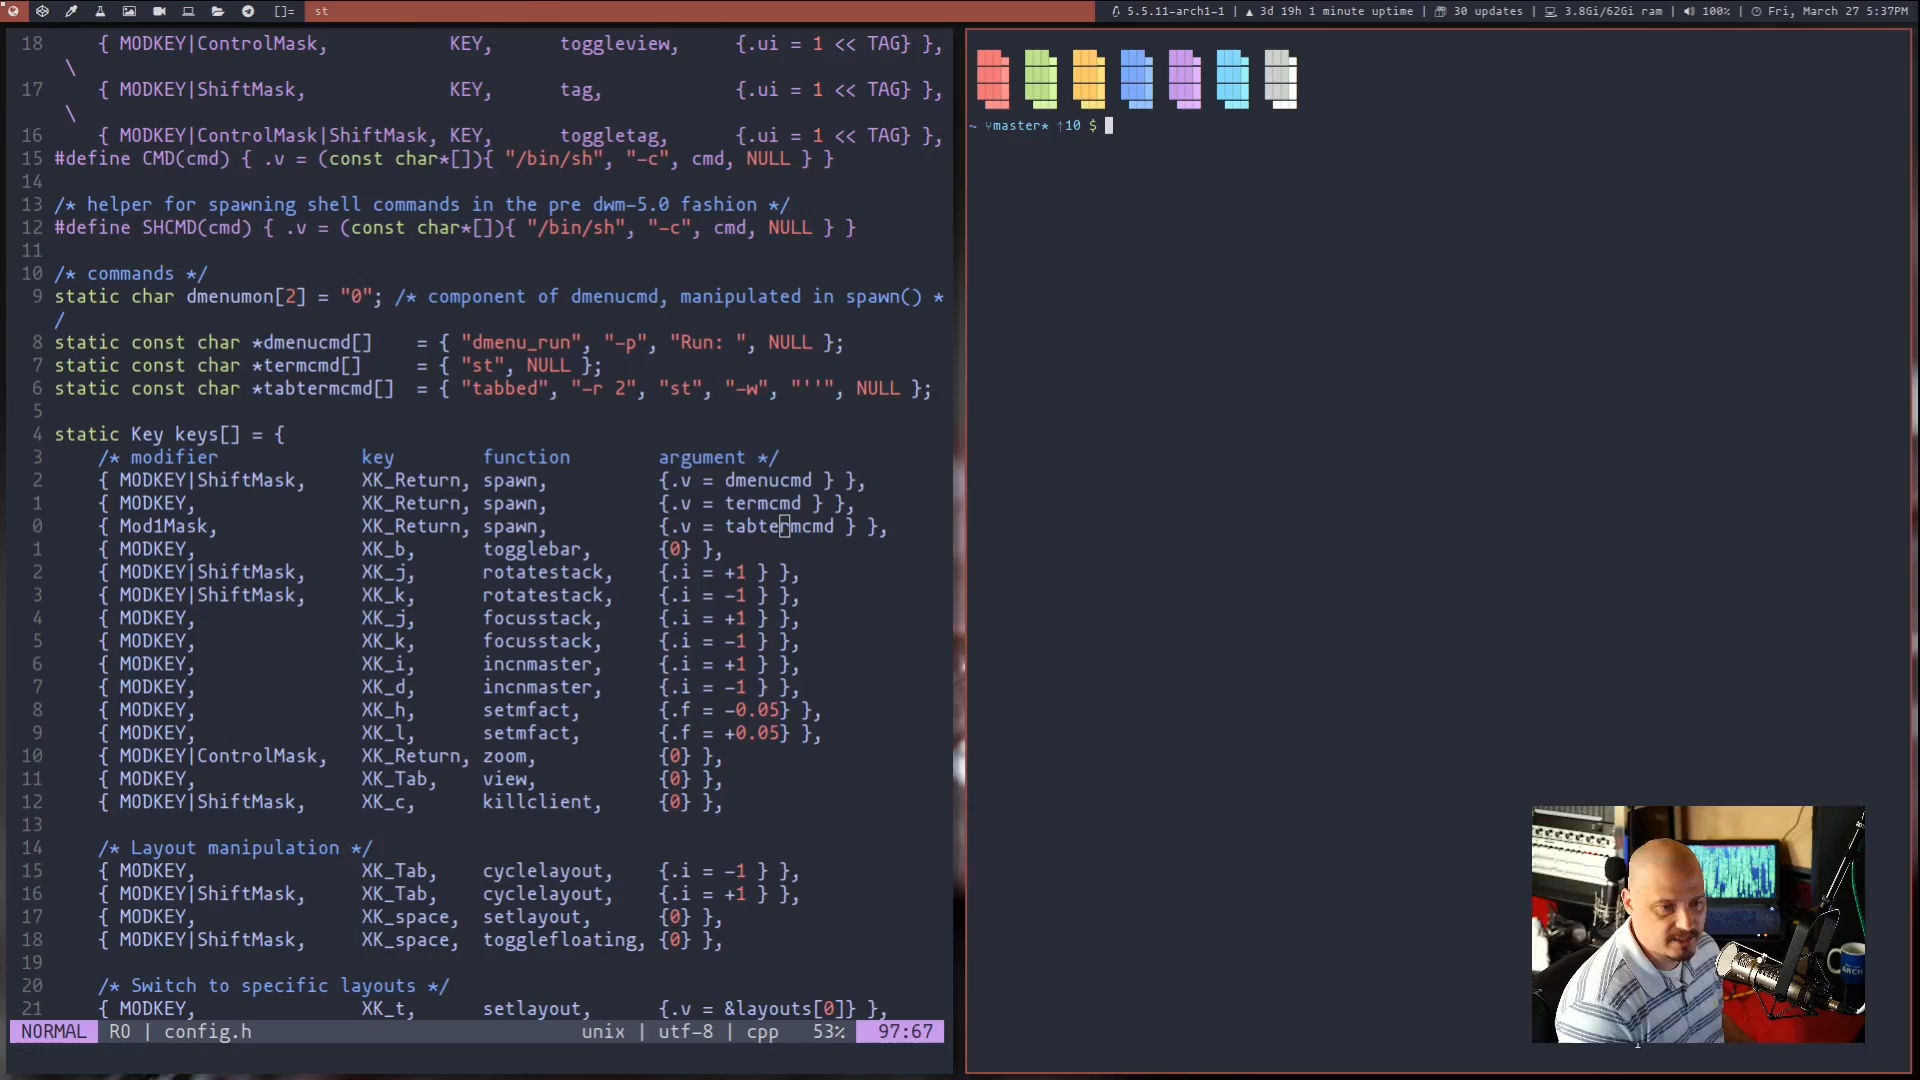 []=
st
5.5.11-arch1-1 | ▲ 3d 19h 1 minute uptime | 30 updates | 3.8Gi/62Gi ram | 100% | Fri, March 27 5:37PM
18 { MODKEY|ControlMask, KEY, toggleview, {.ui = 1 << TAG} },
\
17 { MODKEY|ShiftMask, KEY, tag, {.ui = 1 << TAG} },
\
16 { MODKEY|ControlMask|ShiftMask, KEY, toggletag, {.ui = 1 << TAG} },
15 #define CMD(cmd) { .v = (const char*[]){ "/bin/sh", "-c", cmd, NULL } }
14
13 /* helper for spawning shell commands in the pre dwm-5.0 fashion */
12 #define SHCMD(cmd) { .v = (const char*[]){ "/bin/sh", "-c", cmd, NULL } }
11
10 /* commands */
9 static char dmenumon[2] = "0"; /* component of dmenucmd, manipulated in spawn() *
/
8 static const char *dmenucmd[] = { "dmenu_run", "-p", "Run: ", NULL };
7 static const char *termcmd[] = { "st", NULL };
6 static const char *tabtermcmd[] = { "tabbed", "-r 2", "st", "-w", "''", NULL };
5
4 static Key keys[] = {
3 /* modifier key function argument */
2 { MODKEY|ShiftMask, XK_Return, spawn, {.v = dmenucmd } },
1 { MODKEY, XK_Return, spawn, {.v = termcmd } },
0 { Mod1Mask, XK_Return, spawn, {.v = tabtermcmd } },
1 { MODKEY, XK_b, togglebar, {0} },
2 { MODKEY|ShiftMask, XK_j, rotatestack, {.i = +1 } },
3 { MODKEY|ShiftMask, XK_k, rotatestack, {.i = -1 } },
4 { MODKEY, XK_j, focusstack, {.i = +1 } },
5 { MODKEY, XK_k, focusstack, {.i = -1 } },
6 { MODKEY, XK_i, incnmaster, {.i = +1 } },
7 { MODKEY, XK_d, incnmaster, {.i = -1 } },
8 { MODKEY, XK_h, setmfact, {.f = -0.05} },
9 { MODKEY, XK_l, setmfact, {.f = +0.05} },
10 { MODKEY|ControlMask, XK_Return, zoom, {0} },
11 { MODKEY, XK_Tab, view, {0} },
12 { MODKEY|ShiftMask, XK_c, killclient, {0} },
13
14 /* Layout manipulation */
15 { MODKEY, XK_Tab, cyclelayout, {.i = -1 } },
16 { MODKEY|ShiftMask, XK_Tab, cyclelayout, {.i = +1 } },
17 { MODKEY, XK_space, setlayout, {0} },
18 { MODKEY|ShiftMask, XK_space, togglefloating, {0} },
19
20 /* Switch to specific layouts */
21 { MODKEY, XK_t, setlayout, {.v = &layouts[0]} },
NORMAL RO | config.h unix | utf-8 | cpp 53% 97:67
~ master* ↑10 $
ARCH